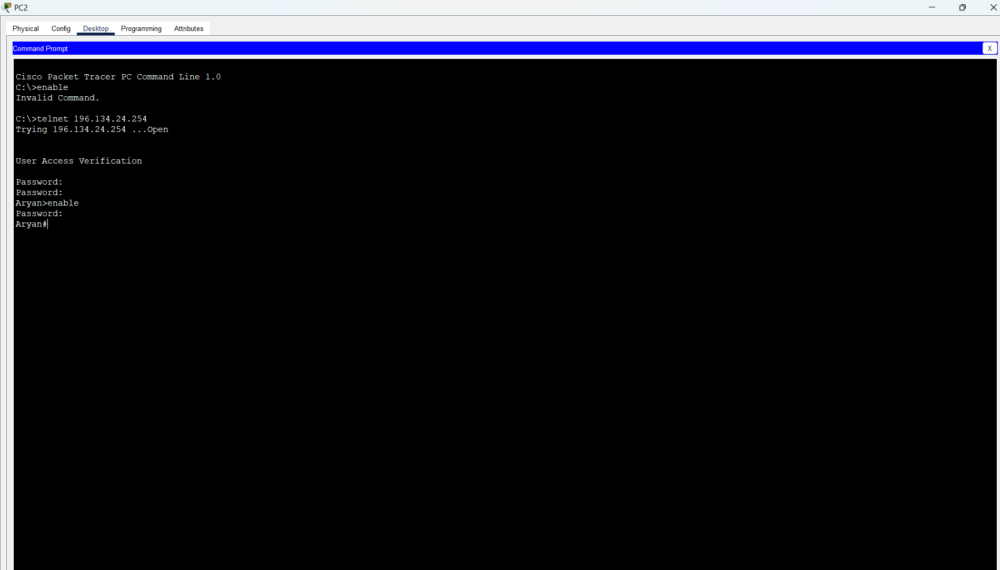 PC2
Physical Config Desktop Programming Attributes
Command Prompt X
Cisco Packet Tracer PC Command Line 1.0
C:\>enable
Invalid Command.
C:\>telnet 196.134.24.254
Trying 196.134.24.254 ...Open
User Access Verification
Password:
Password:
Aryan>enable
Password:
Aryan#